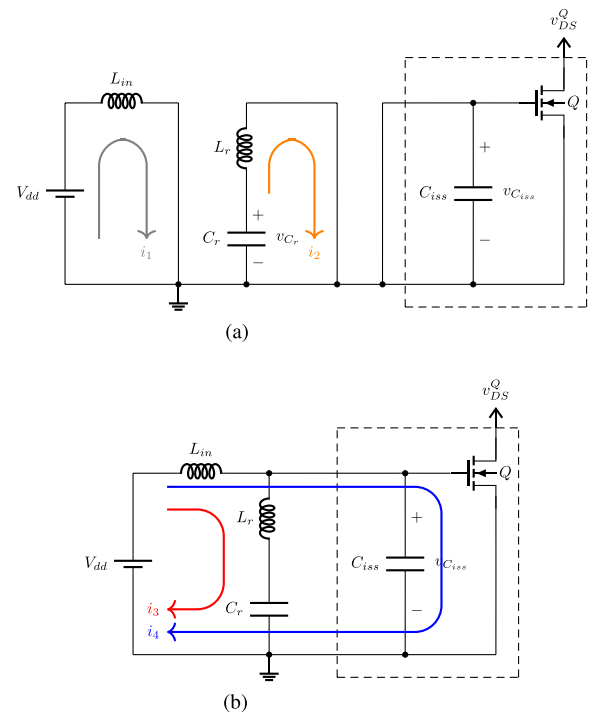 v_{DS}^{Q}
L_{in}
Q
L_r
+
V_{dd}
C_{iss}
v_{C_{iss}}
+
C_r
v_{C_r}
−
−
i_1
i_2
(a)
v_{DS}^{Q}
L_{in}
Q
L_r
+
V_{dd}
C_{iss}
v_{C_{iss}}
i_3
C_r
−
i_4
(b)